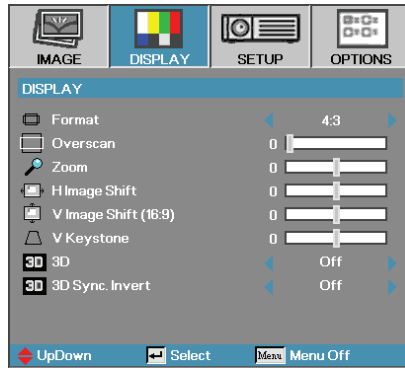 IMAGE DISPLAY SETUP OPTIONS
DISPLAY
Format 4:3
Overscan 0
Zoom 0
H Image Shift 0
V Image Shift (16:9) 0
V Keystone 0
3D 3D Off
3D 3D Sync. Invert Off
UpDown Select Menu Menu Off